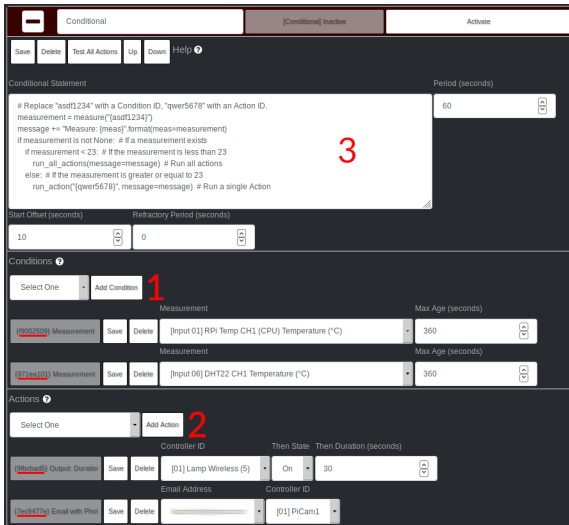 Conditional
[Conditional] Inactive
Activate
Save Delete Test All Actions Up Down Help ?
Conditional Statement
Period (seconds)
# Replace "asdf1234" with a Condition ID, "qwer5678" with an Action ID.
measurement = measure("{asdf1234}")
message += "Measure: {meas}".format(meas=measurement)
if measurement is not None: # If a measurement exists
if measurement < 23: # If the measurement is less than 23
run_all_actions(message=message) # Run all actions
else: # If the measurement is greater or equal to 23
run_action("{qwer5678}", message=message) # Run a single Action
60
3
Start Offset (seconds) Refractory Period (seconds)
10 0
Conditions ?
Select One Add Condition 1
Measurement Max Age (seconds)
{f9002509} Measurement Save Delete [Input 01] RPi Temp CH1 (CPU) Temperature (°C) 360
Measurement Max Age (seconds)
{971ea101} Measurement Save Delete [Input 06] DHT22 CH1 Temperature (°C) 360
Actions ?
Select One Add Action 2
Controller ID Then State Then Duration (seconds)
{9fbcbad5} Output: Duration Save Delete [01] Lamp Wireless (5) On 30
Email Address Controller ID
{7ec9477e} Email with Phot Save Delete [01] PiCam1